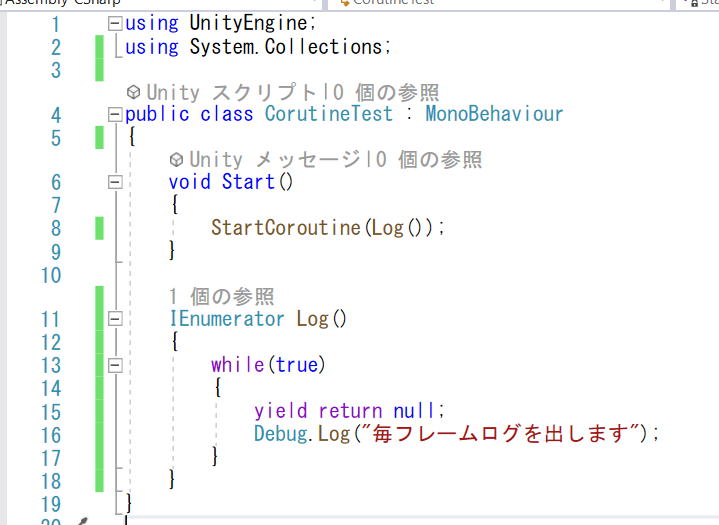 Assembly-CSharp CorutineTest
1 using UnityEngine;
2 using System.Collections;
3
Unity スクリプト|0 個の参照
4 public class CorutineTest : MonoBehaviour
5 {
Unity メッセージ|0 個の参照
6 void Start()
7 {
8 StartCoroutine(Log());
9 }
10
1 個の参照
11 IEnumerator Log()
12 {
13 while(true)
14 {
15 yield return null;
16 Debug.Log("毎フレームログを出します");
17 }
18 }
19 }
20